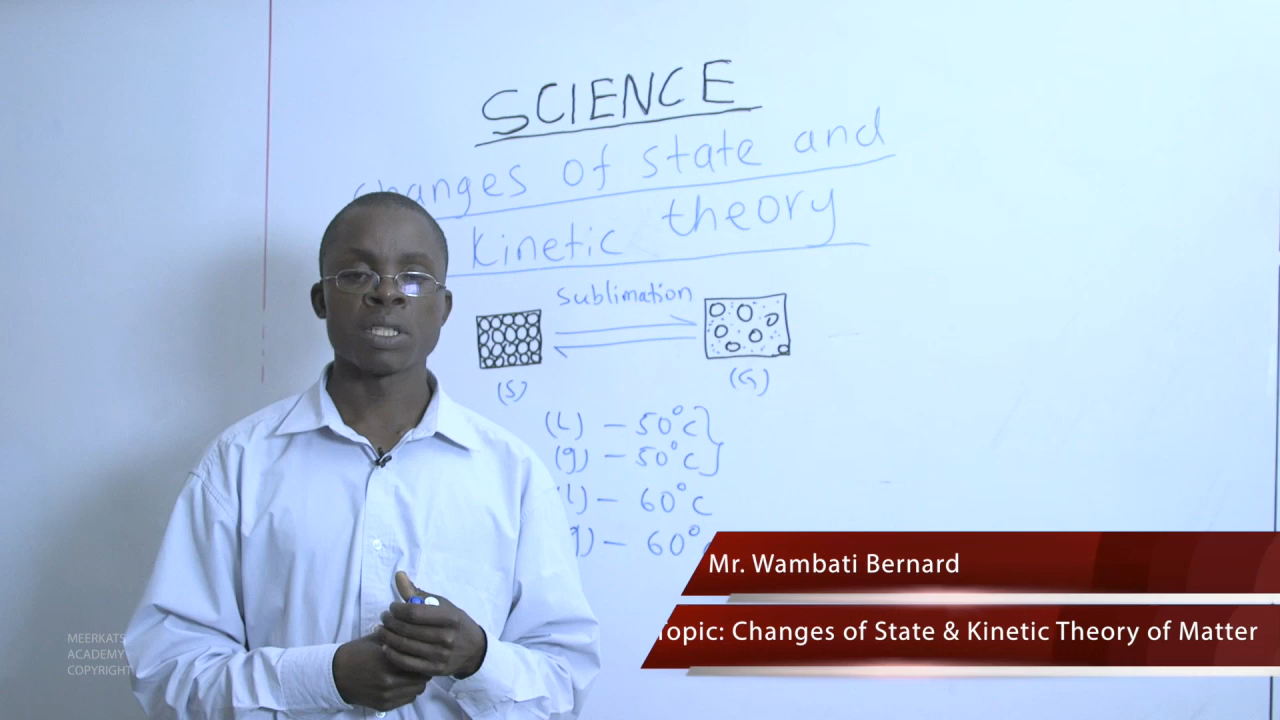 SCIENCE
changes of state and
kinetic theory
sublimation
(S)
(G)
(L) – 50°c
(g) – 50°c
(l) – 60°c
(g) – 60°c
Mr. Wambati Bernard
Topic: Changes of State & Kinetic Theory of Matter
MEERKATS
ACADEMY
COPYRIGHT